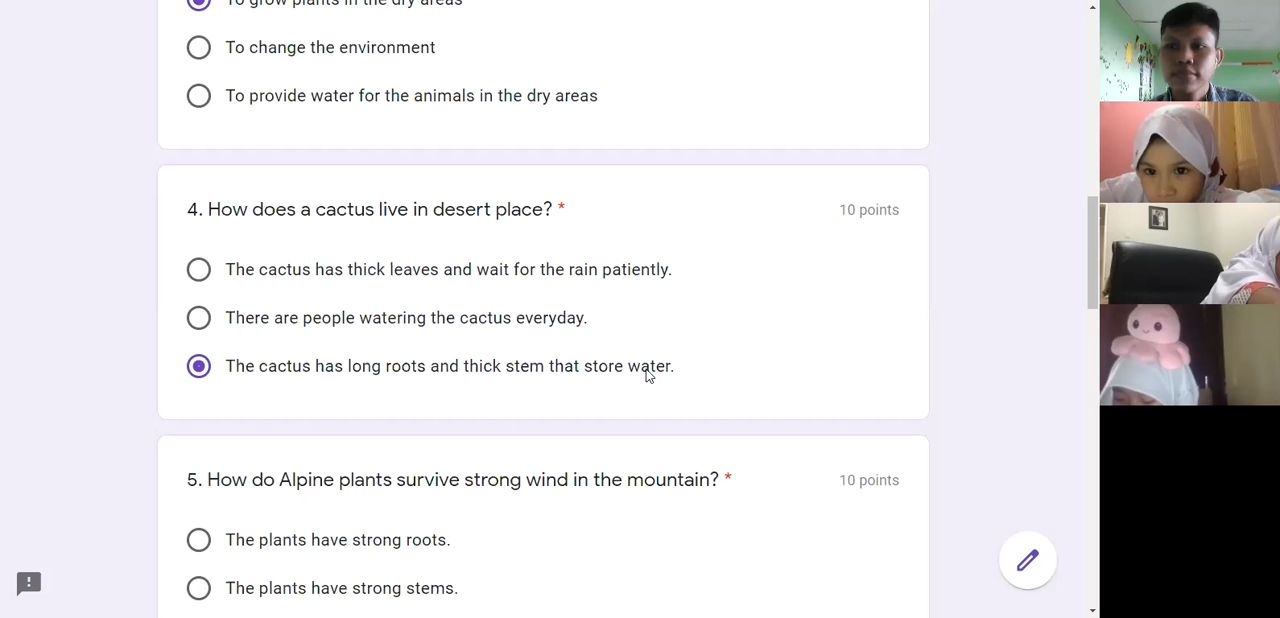 To grow plants in the dry areas
To change the environment
To provide water for the animals in the dry areas
4. How does a cactus live in desert place? *
10 points
The cactus has thick leaves and wait for the rain patiently.
There are people watering the cactus everyday.
The cactus has long roots and thick stem that store water.
5. How do Alpine plants survive strong wind in the mountain? *
10 points
The plants have strong roots.
The plants have strong stems.